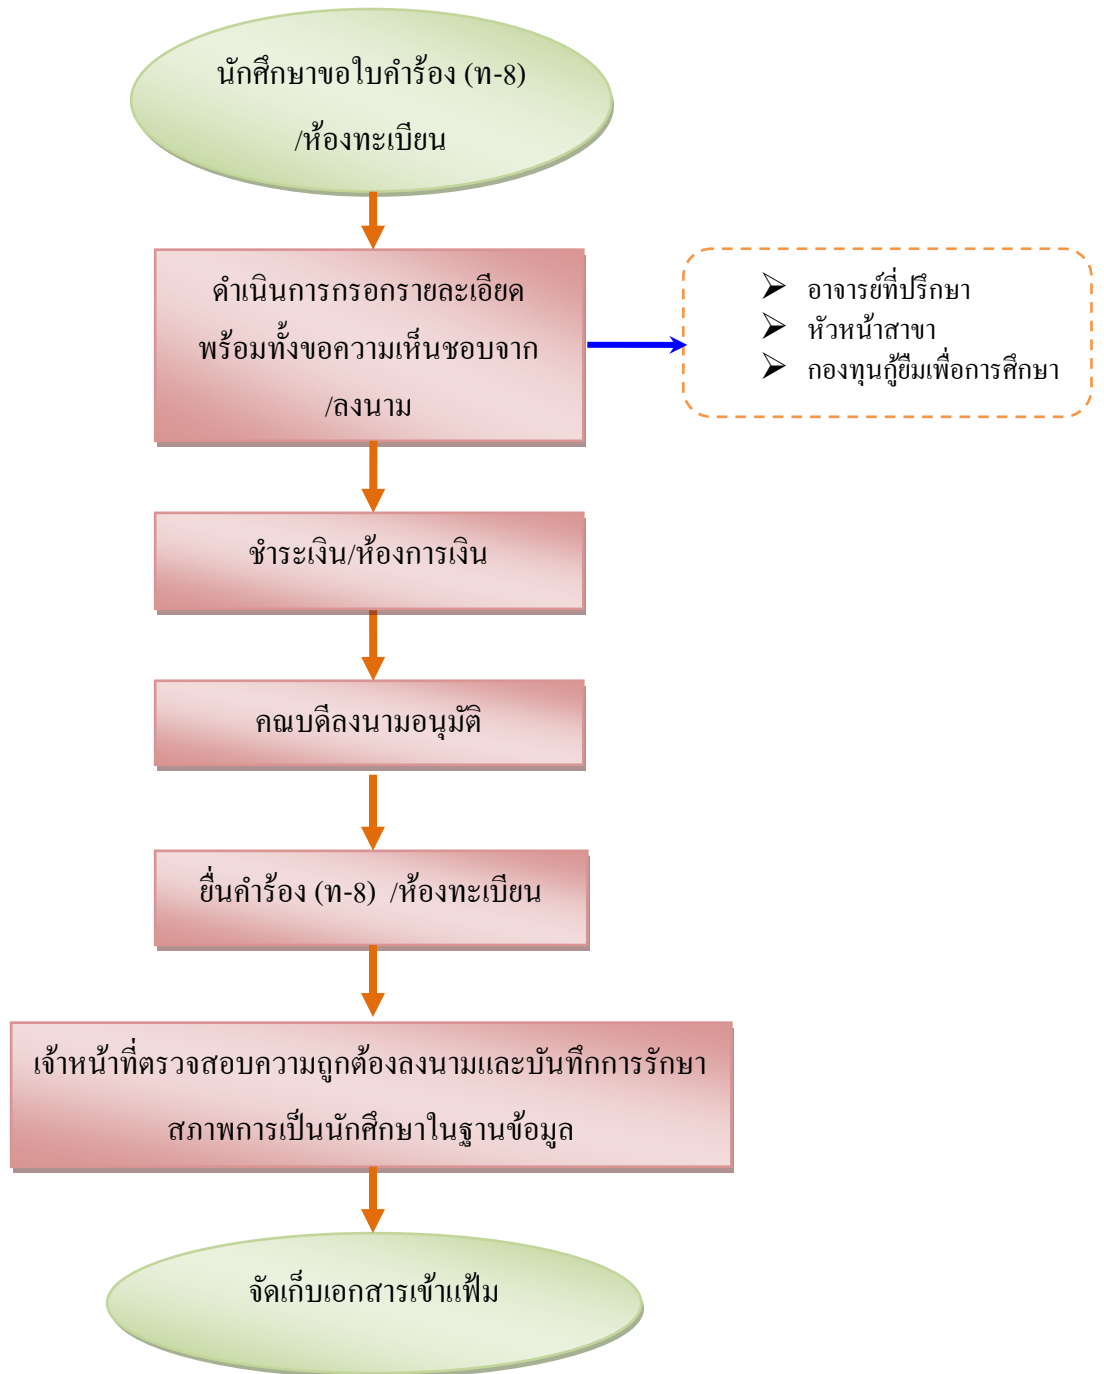 นักศึกษาขอใบคำร้อง (ท-8)
/ห้องทะเบียน
ดำเนินการกรอกรายละเอียด
พร้อมทั้งขอความเห็นชอบจาก
/ลงนาม
➢ อาจารย์ที่ปรึกษา
➢ หัวหน้าสาขา
➢ กองทุนกู้ยืมเพื่อการศึกษา
ชำระเงิน/ห้องการเงิน
คณบดีลงนามอนุมัติ
ยื่นคำร้อง (ท-8) /ห้องทะเบียน
เจ้าหน้าที่ตรวจสอบความถูกต้องลงนามและบันทึกการรักษา
สภาพการเป็นนักศึกษาในฐานข้อมูล
จัดเก็บเอกสารเข้าแฟ้ม